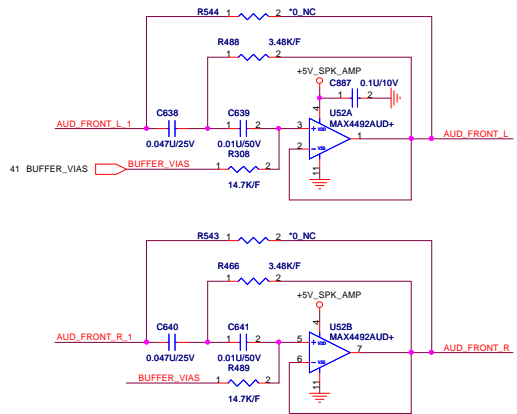 R544 1 2 *0_NC
R488 3.48K/F
1 2
+5V_SPK_AMP
C887 0.1U/10V
1 2
4
C638 C639 U52A
MAX4492AUD+
AUD_FRONT_L_1 1 2 3 + VDD 1 AUD_FRONT_L
0.047U/25V 0.01U/50V
R308 2 - VSS
41 BUFFER_VIAS BUFFER_VIAS 1 2 11
14.7K/F
R543 1 2 *0_NC
R466 3.48K/F
1 2
+5V_SPK_AMP
4
C640 C641 U52B
MAX4492AUD+
AUD_FRONT_R_1 1 2 5 + VDD 7 AUD_FRONT_R
0.047U/25V 0.01U/50V
R489 6 - VSS
BUFFER_VIAS 1 2 11
14.7K/F